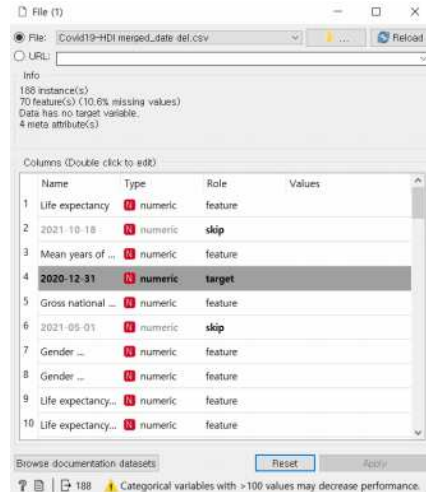 File (1)
File: Covid19-HDI merged_date del.csv ... Reload
URL:
Info
188 instance(s)
70 feature(s) (10.6% missing values)
Data has no target variable.
4 meta attribute(s)
Columns (Double click to edit)
Name Type Role Values
1 Life expectancy N numeric feature
2 2021-10-18 N numeric skip
3 Mean years of ... N numeric feature
4 2020-12-31 N numeric target
5 Gross national ... N numeric feature
6 2021-05-01 N numeric skip
7 Gender ... N numeric feature
8 Gender ... N numeric feature
9 Life expectancy... N numeric feature
10 Life expectancy... N numeric feature
Browse documentation datasets Reset Apply
? 188 Categorical variables with >100 values may decrease performance.